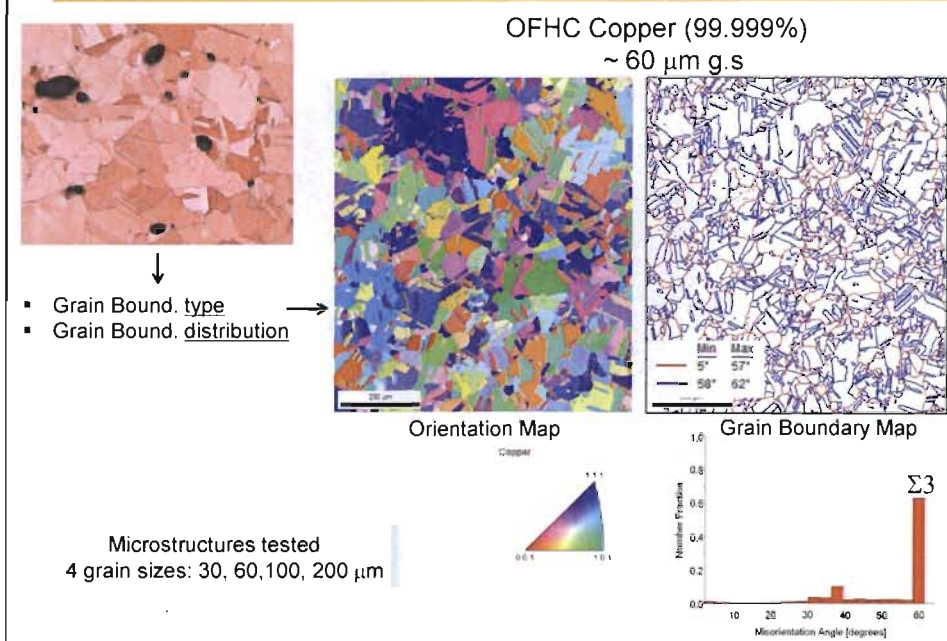 OFHC Copper (99.999%)
~ 60 μm g.s
▪ Grain Bound. type
▪ Grain Bound. distribution
Min Max
5° 57°
58° 62°
200 μm
Orientation Map
Grain Boundary Map
Copper
111
001
101
Σ3
Number Fraction
1.0
0.8
0.6
0.4
0.2
0.0
10 20 30 40 50 60
Misorientation Angle [degrees]
Microstructures tested
4 grain sizes: 30, 60,100, 200 μm